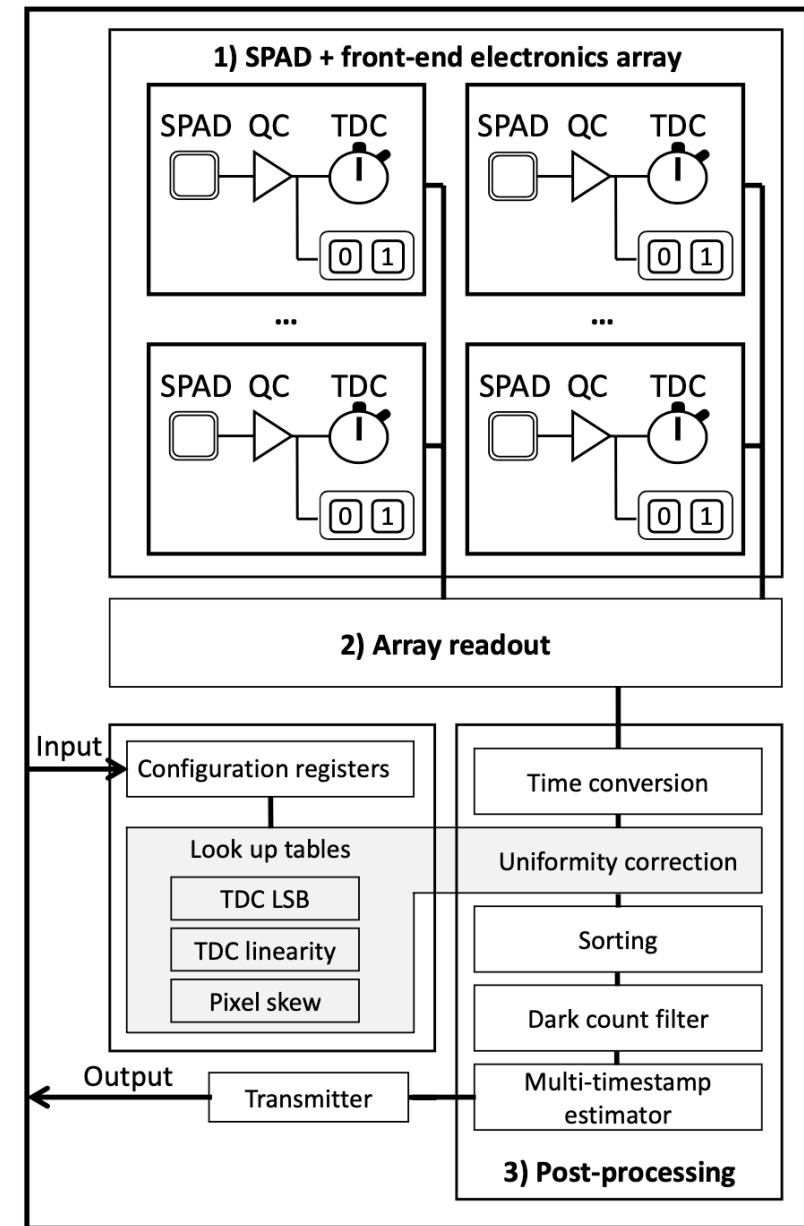 1) SPAD + front-end electronics array
SPAD QC TDC
0 1
SPAD QC TDC
0 1
...
...
SPAD QC TDC
0 1
SPAD QC TDC
0 1
2) Array readout
Input
Configuration registers
Look up tables
TDC LSB
TDC linearity
Pixel skew
Time conversion
Uniformity correction
Sorting
Dark count filter
Multi-timestamp
estimator
3) Post-processing
Transmitter
Output